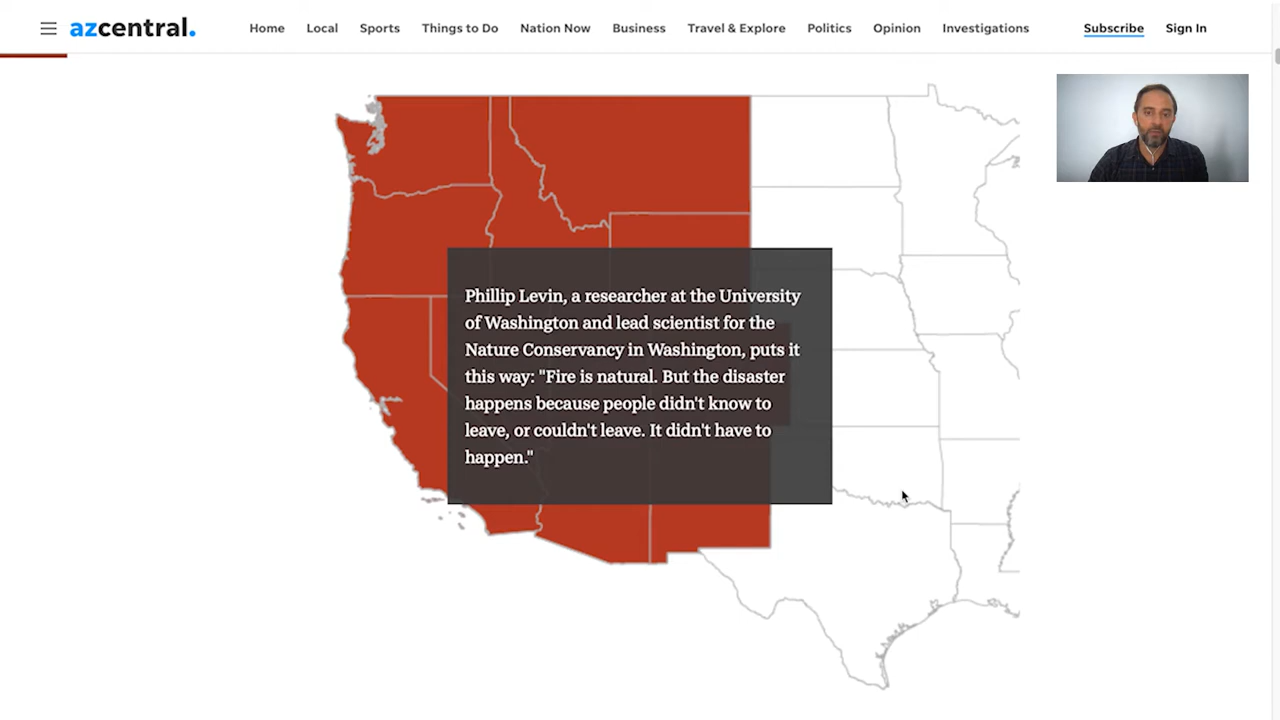 azcentral.
Home Local Sports Things to Do Nation Now Business Travel & Explore Politics Opinion Investigations Subscribe Sign In
Phillip Levin, a researcher at the University
of Washington and lead scientist for the
Nature Conservancy in Washington, puts it
this way: "Fire is natural. But the disaster
happens because people didn't know to
leave, or couldn't leave. It didn't have to
happen."